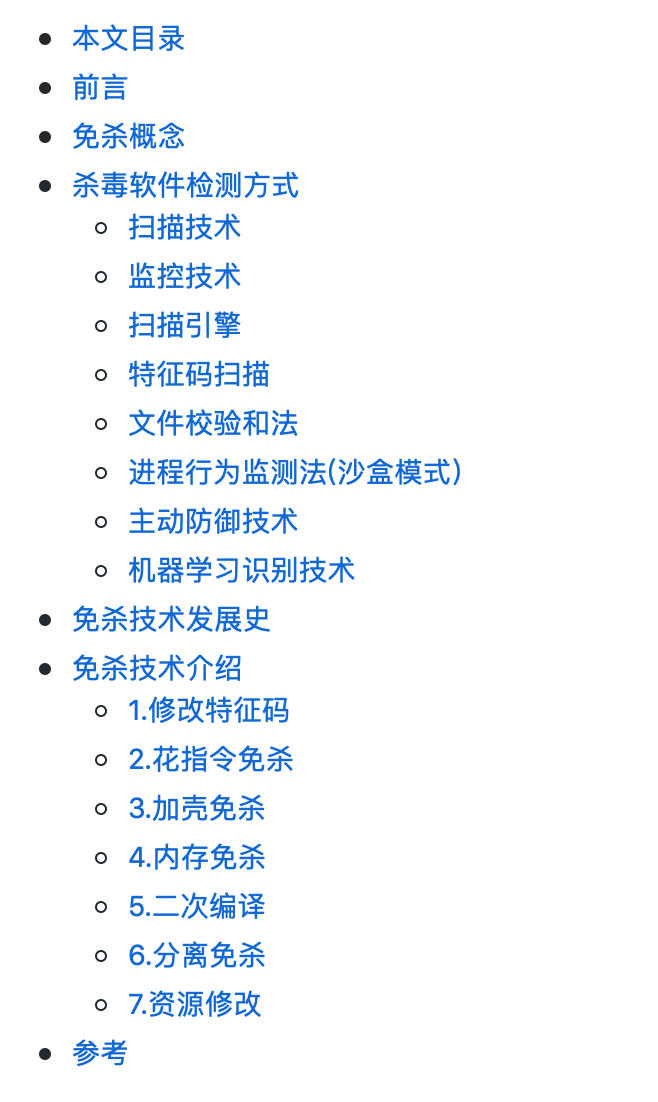 本文目录
前言
免杀概念
杀毒软件检测方式
扫描技术
监控技术
扫描引擎
特征码扫描
文件校验和法
进程行为监测法(沙盒模式)
主动防御技术
机器学习识别技术
免杀技术发展史
免杀技术介绍
1.修改特征码
2.花指令免杀
3.加壳免杀
4.内存免杀
5.二次编译
6.分离免杀
7.资源修改
参考